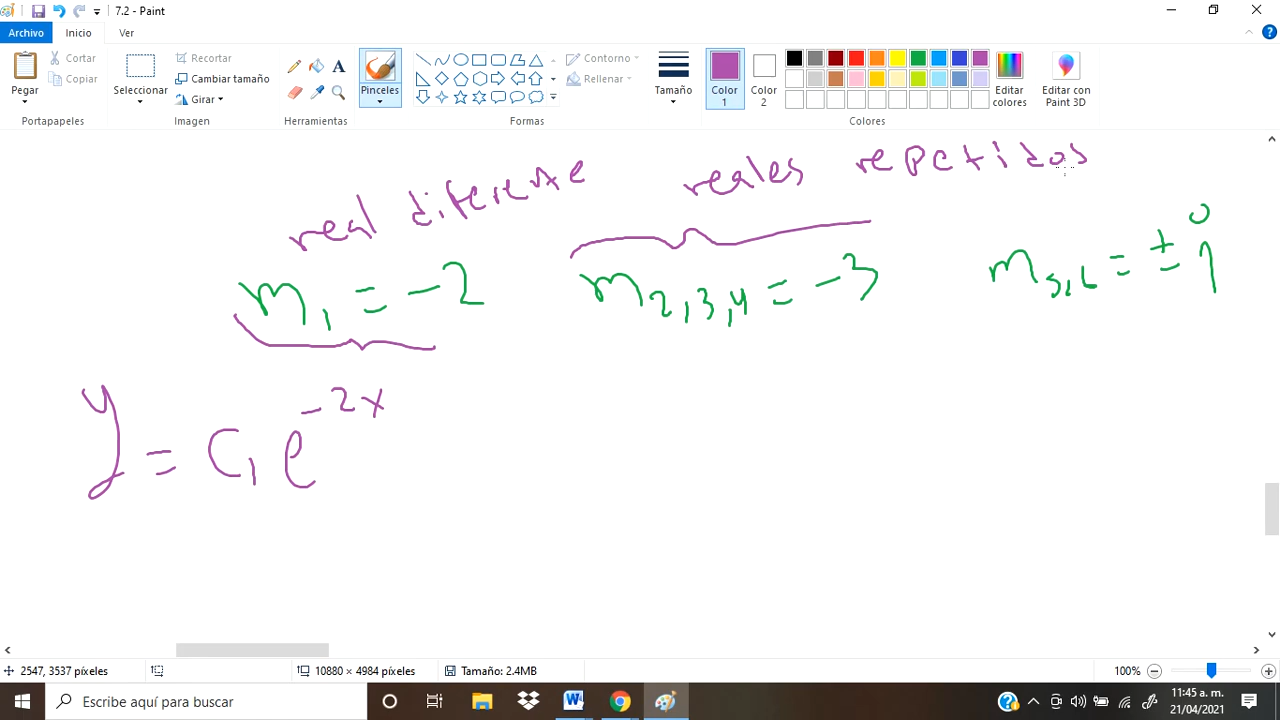 7.2 - Paint
Archivo Inicio Ver
Pegar
Cortar
Copiar
Portapapeles
Seleccionar
Recortar
Cambiar tamaño
Girar
Imagen
A
Herramientas
Pinceles
Contorno
Rellenar
Formas
Tamaño
Color 1
Color 2
Editar colores
Editar con Paint 3D
Colores
real diferente reales repetidos
m₁ = -2 m₂,₃,₄ = -3 m₅,₆ = ± i
y = C₁ e^-2x
2547, 3537 píxeles 10880 × 4984 píxeles Tamaño: 2.4MB 100%
Escribe aquí para buscar
11:45 a. m.
21/04/2021